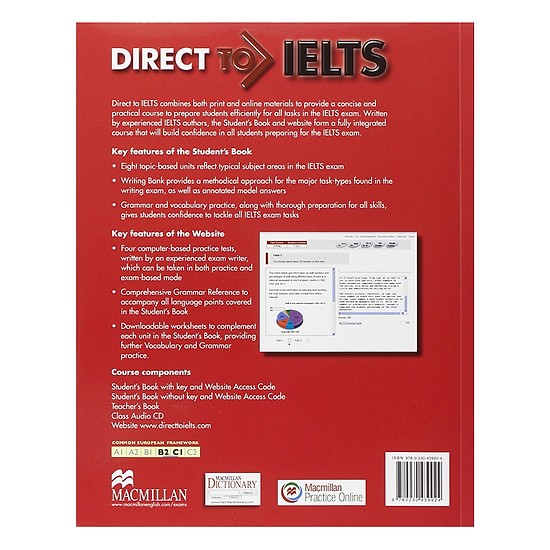 DIRECT TO IELTS
Direct to IELTS combines both print and online materials to provide a concise and
practical course to prepare students efficiently for all tasks in the IELTS exam. Written
by experienced IELTS authors, the Student's Book and website form a fully integrated
course that will build confidence in all students preparing for the IELTS exam.
Key features of the Student's Book
• Eight topic-based units reflect typical subject areas in the IELTS exam
• Writing Bank provides a methodical approach for the major task-types found in the
writing exam, as well as annotated model answers
• Grammar and vocabulary practice, along with thorough preparation for all skills,
gives students confidence to tackle all IELTS exam tasks
Key features of the Website
• Four computer-based practice tests,
written by an experienced exam writer,
which can be taken in both practice and
exam-based mode
• Comprehensive Grammar Reference to
accompany all language points covered
in the Student's Book
• Downloadable worksheets to complement
each unit in the Student's Book, providing
further Vocabulary and Grammar
practice.
Course components
Student's Book with key and Website Access Code
Student's Book without key and Website Access Code
Teacher's Book
Class Audio CD
Website www.directtoielts.com
COMMON EUROPEAN FRAMEWORK
A1 A2 B1 B2 C1 C2
MACMILLAN
www.macmillanenglish.com/exams
MACMILLAN
DICTIONARY
Macmillan
Practice Online
ISBN 978-0-230-43992-4
9 780230 439924